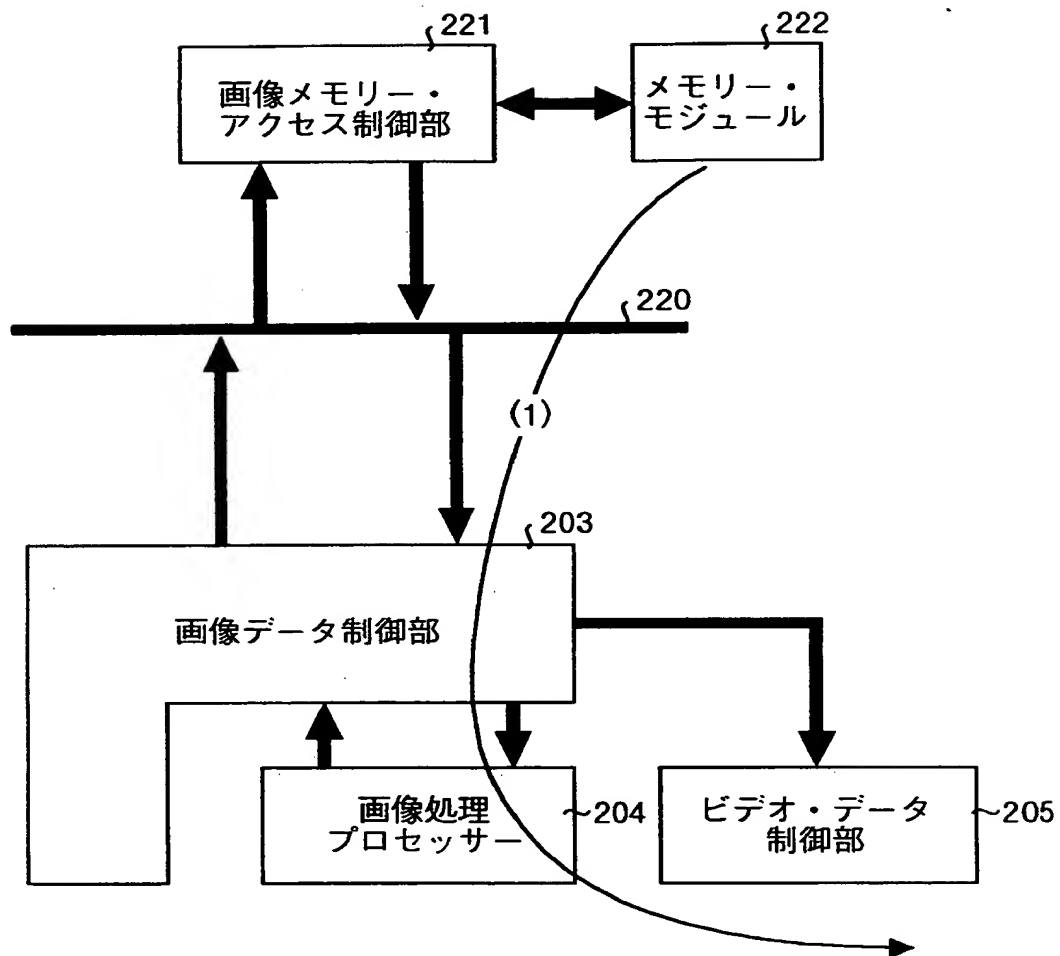 221
画像メモリー・
アクセス制御部
222
メモリー・
モジュール
220
(1)
203
画像データ制御部
画像処理
プロセッサー
204
ビデオ・データ
制御部
205